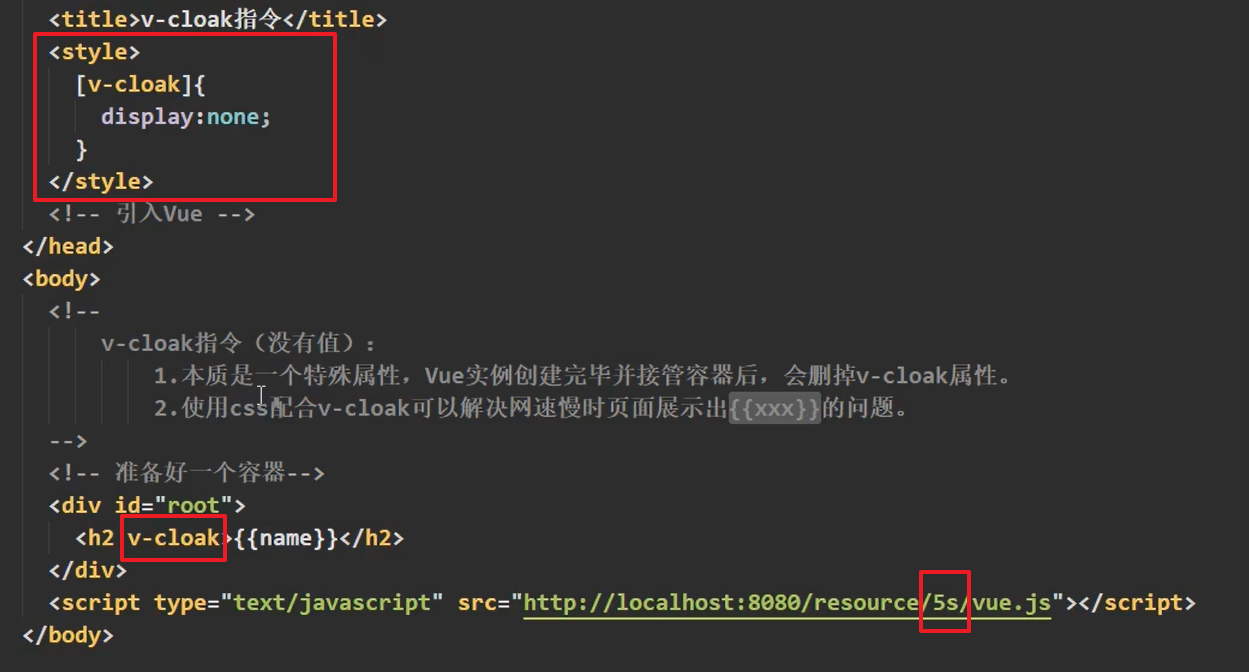 <title>v-cloak指令</title>
<style>
[v-cloak]{
display:none;
}
</style>
<!-- 引入Vue -->
</head>
<body>
<!--
v-cloak指令（没有值）：
1.本质是一个特殊属性，Vue实例创建完毕并接管容器后，会删掉v-cloak属性。
2.使用css配合v-cloak可以解决网速慢时页面展示出{{xxx}}的问题。
-->
<!-- 准备好一个容器-->
<div id="root">
<h2 v-cloak>{{name}}</h2>
</div>
<script type="text/javascript" src="http://localhost:8080/resource/5s/vue.js"></script>
</body>